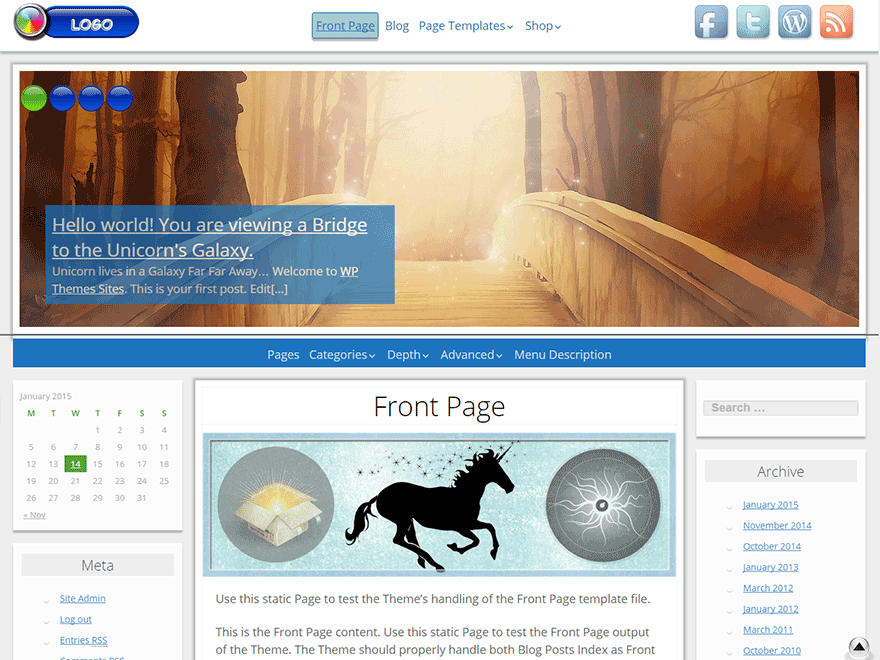 LOGO
Front Page Blog Page Templates Shop
Hello world! You are viewing a Bridge
to the Unicorn's Galaxy.
Unicorn lives in a Galaxy Far Far Away... Welcome to WP
Themes Sites. This is your first post. Edit[...]
Pages Categories Depth Advanced Menu Description
January 2015
M T W T F S S
1 2 3 4
5 6 7 8 9 10 11
12 13 14 15 16 17 18
19 20 21 22 23 24 25
26 27 28 29 30 31
« Nov
Meta
Site Admin
Log out
Entries RSS
Comments RSS
Front Page
Use this static Page to test the Theme's handling of the Front Page template file.
This is the Front Page content. Use this static Page to test the Front Page output
of the Theme. The Theme should properly handle both Blog Posts Index as Front
Search ...
Archive
January 2015
November 2014
October 2014
January 2013
March 2012
January 2012
March 2011
October 2010